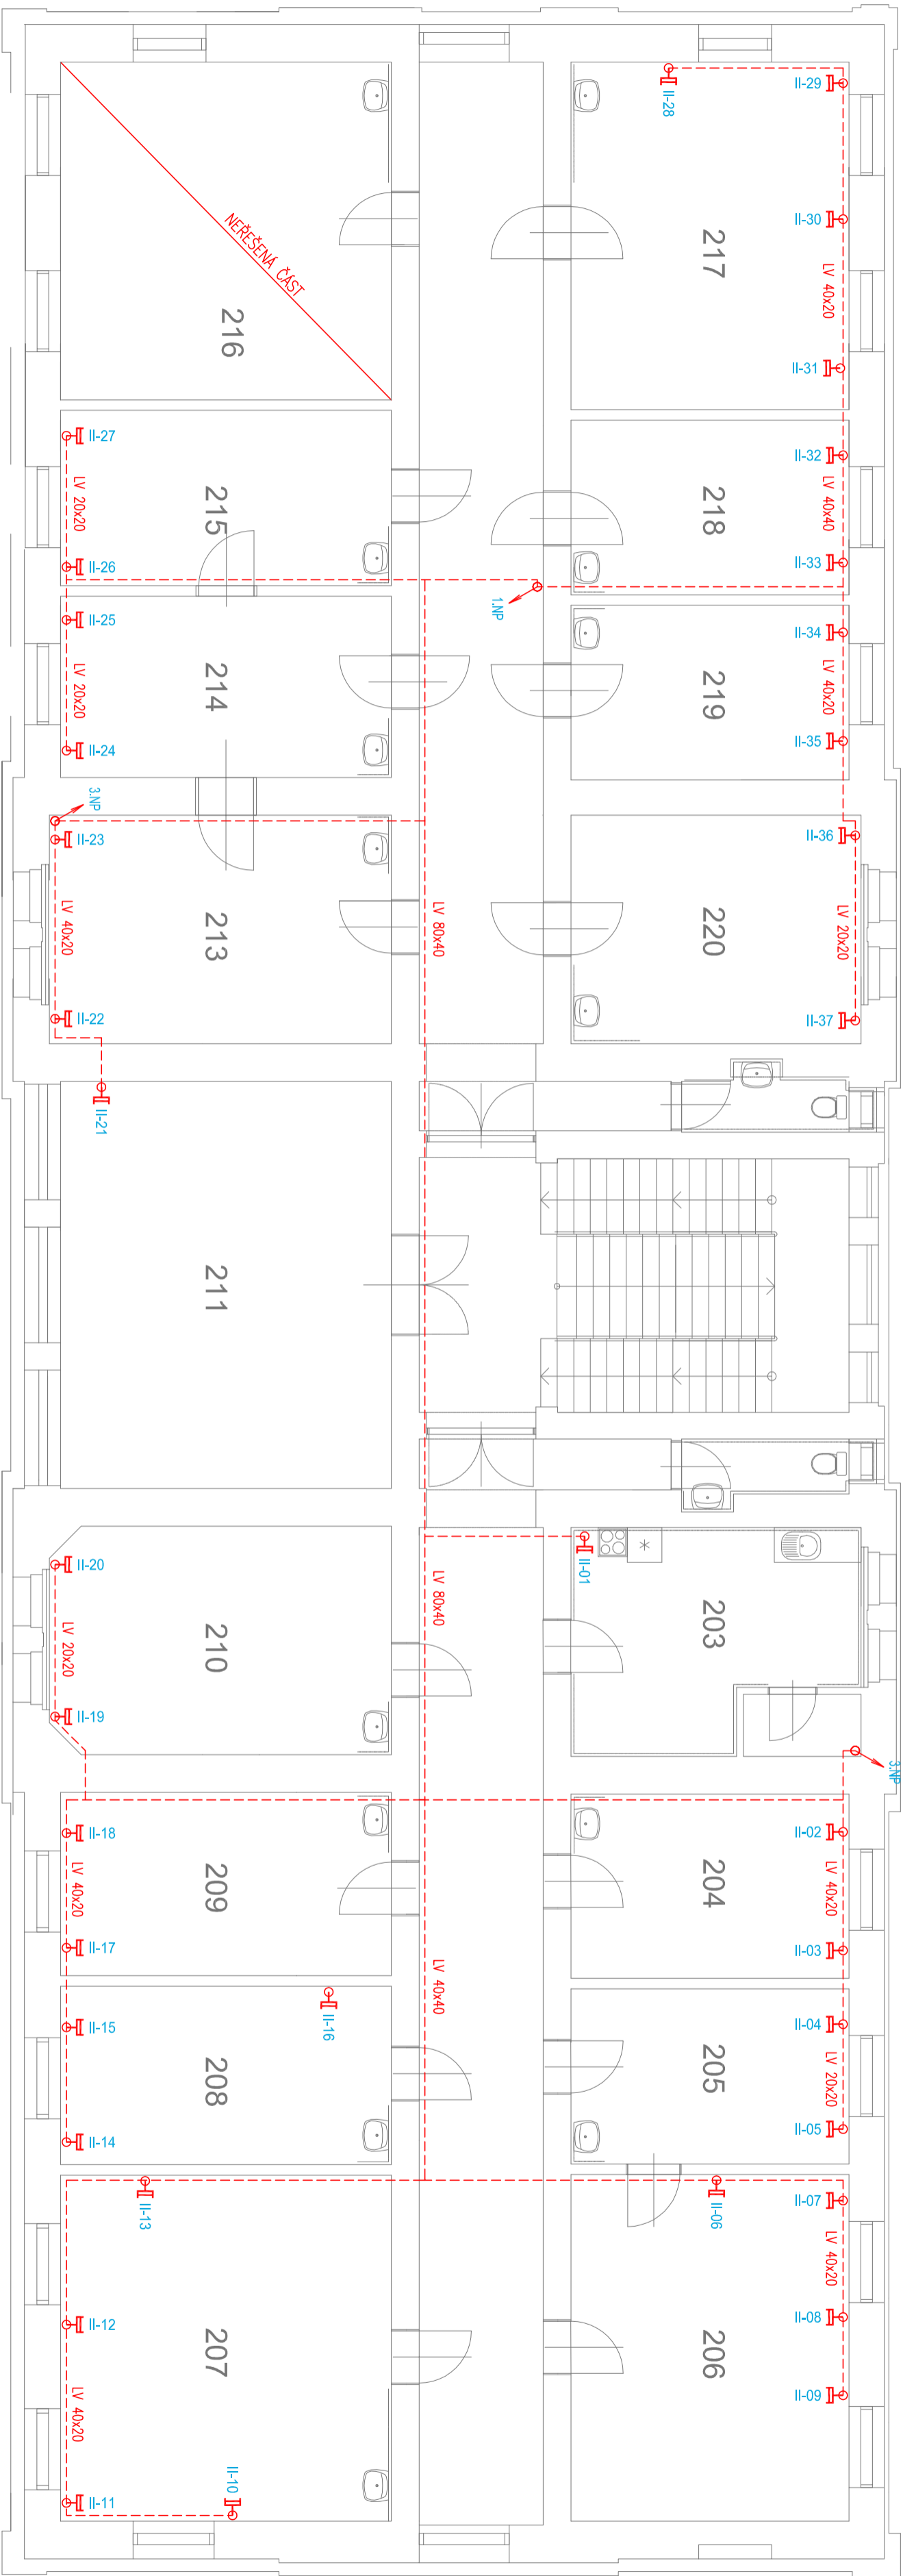 II-29
II-28
II-30
217
LV 40x20
NEŘEŠENÁ ČÁST
216
II-31
II-27
II-32
LV 20x20
215
218
LV 40x40
II-26
II-33
1.NP
II-25
II-34
LV 20x20
214
219
LV 40x20
II-24
II-35
3.NP
II-23
II-36
LV 40x20
213
LV 80x40
220
LV 20x20
II-22
II-37
II-21
211
II-20
II-01
LV 20x20
210
LV 80x40
203
II-19
3.NP
II-18
II-02
LV 40x20
209
204
LV 40x20
II-17
II-03
LV 40x40
II-16
II-15
II-04
208
205
LV 20x20
II-14
II-05
II-13
II-06
II-07
LV 40x20
II-12
II-08
207
206
LV 40x20
II-09
II-10
II-11